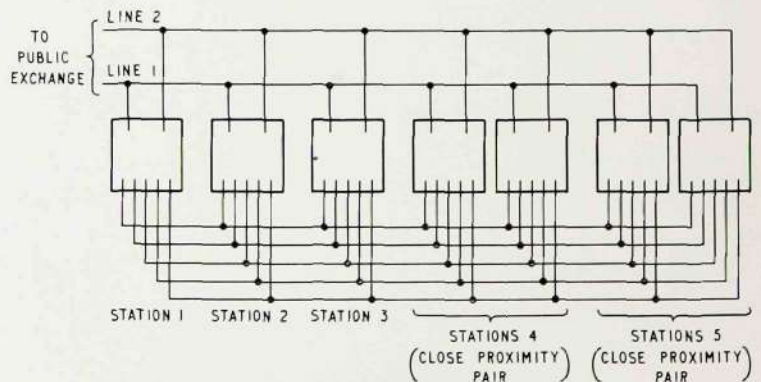 LINE 2
TO
PUBLIC
EXCHANGE
LINE 1
STATION 1
STATION 2
STATION 3
STATIONS 4
(CLOSE PROXIMITY
PAIR)
STATIONS 5
(CLOSE PROXIMITY
PAIR)